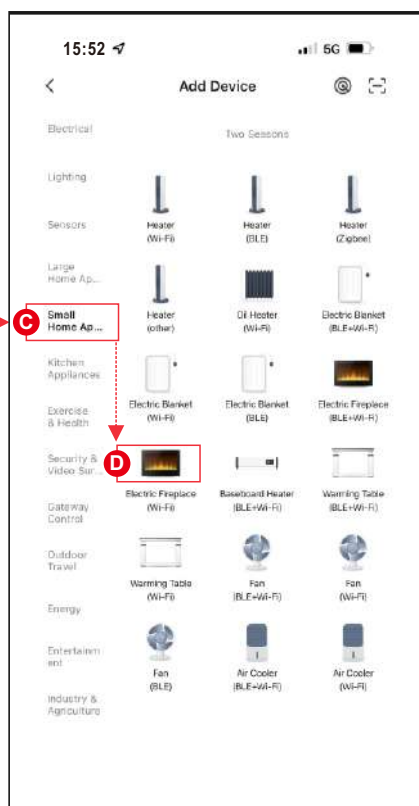 15:52
5G
Add Device
Electrical
Lighting
Sensors
Large
Home Ap...
C
Small
Home Ap...
Kitchen
Appliances
Exercise
& Health
Security &
Video Sur...
Gateway
Control
Outdoor
Travel
Energy
Entertainm
ent
Industry &
Agriculture
Two Seasons
Heater
(Wi-Fi)
Heater
(BLE)
Heater
(Zigbee)
Heater
(other)
Oil Heater
(Wi-Fi)
Electric Blanket
(BLE+Wi-Fi)
Electric Blanket
(Wi-Fi)
Electric Blanket
(BLE)
Electric Fireplace
(BLE+Wi-Fi)
D
Electric Fireplace
(Wi-Fi)
Baseboard Heater
(BLE+Wi-Fi)
Warming Table
(BLE+Wi-Fi)
Warming Table
(Wi-Fi)
Fan
(BLE+Wi-Fi)
Fan
(Wi-Fi)
Fan
(BLE)
Air Cooler
(BLE+Wi-Fi)
Air Cooler
(Wi-Fi)